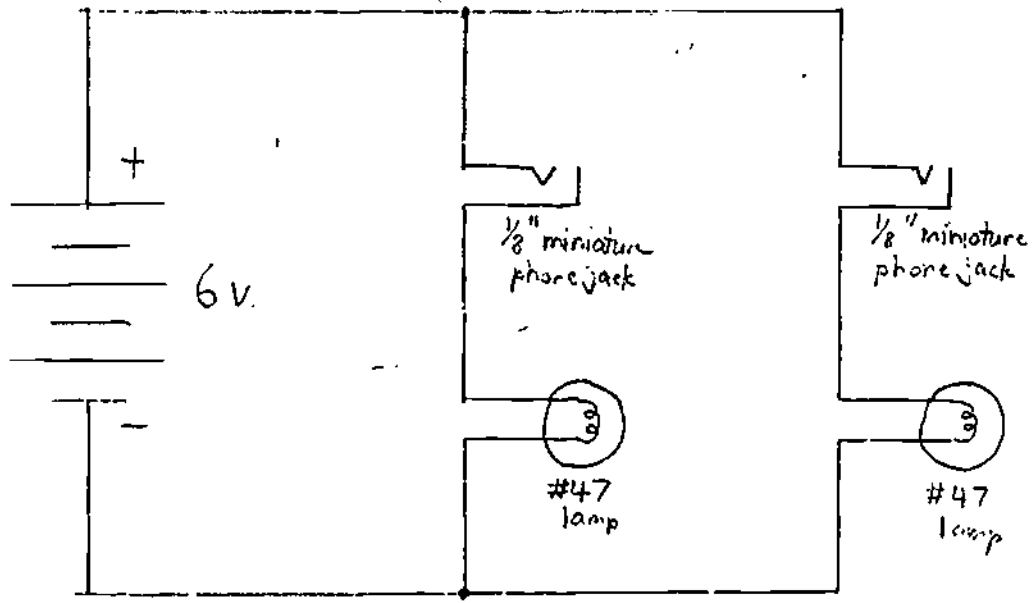 +
6 v.
-
1/8" miniature
phone jack
#47
lamp
1/8" miniature
phone jack
#47
lamp